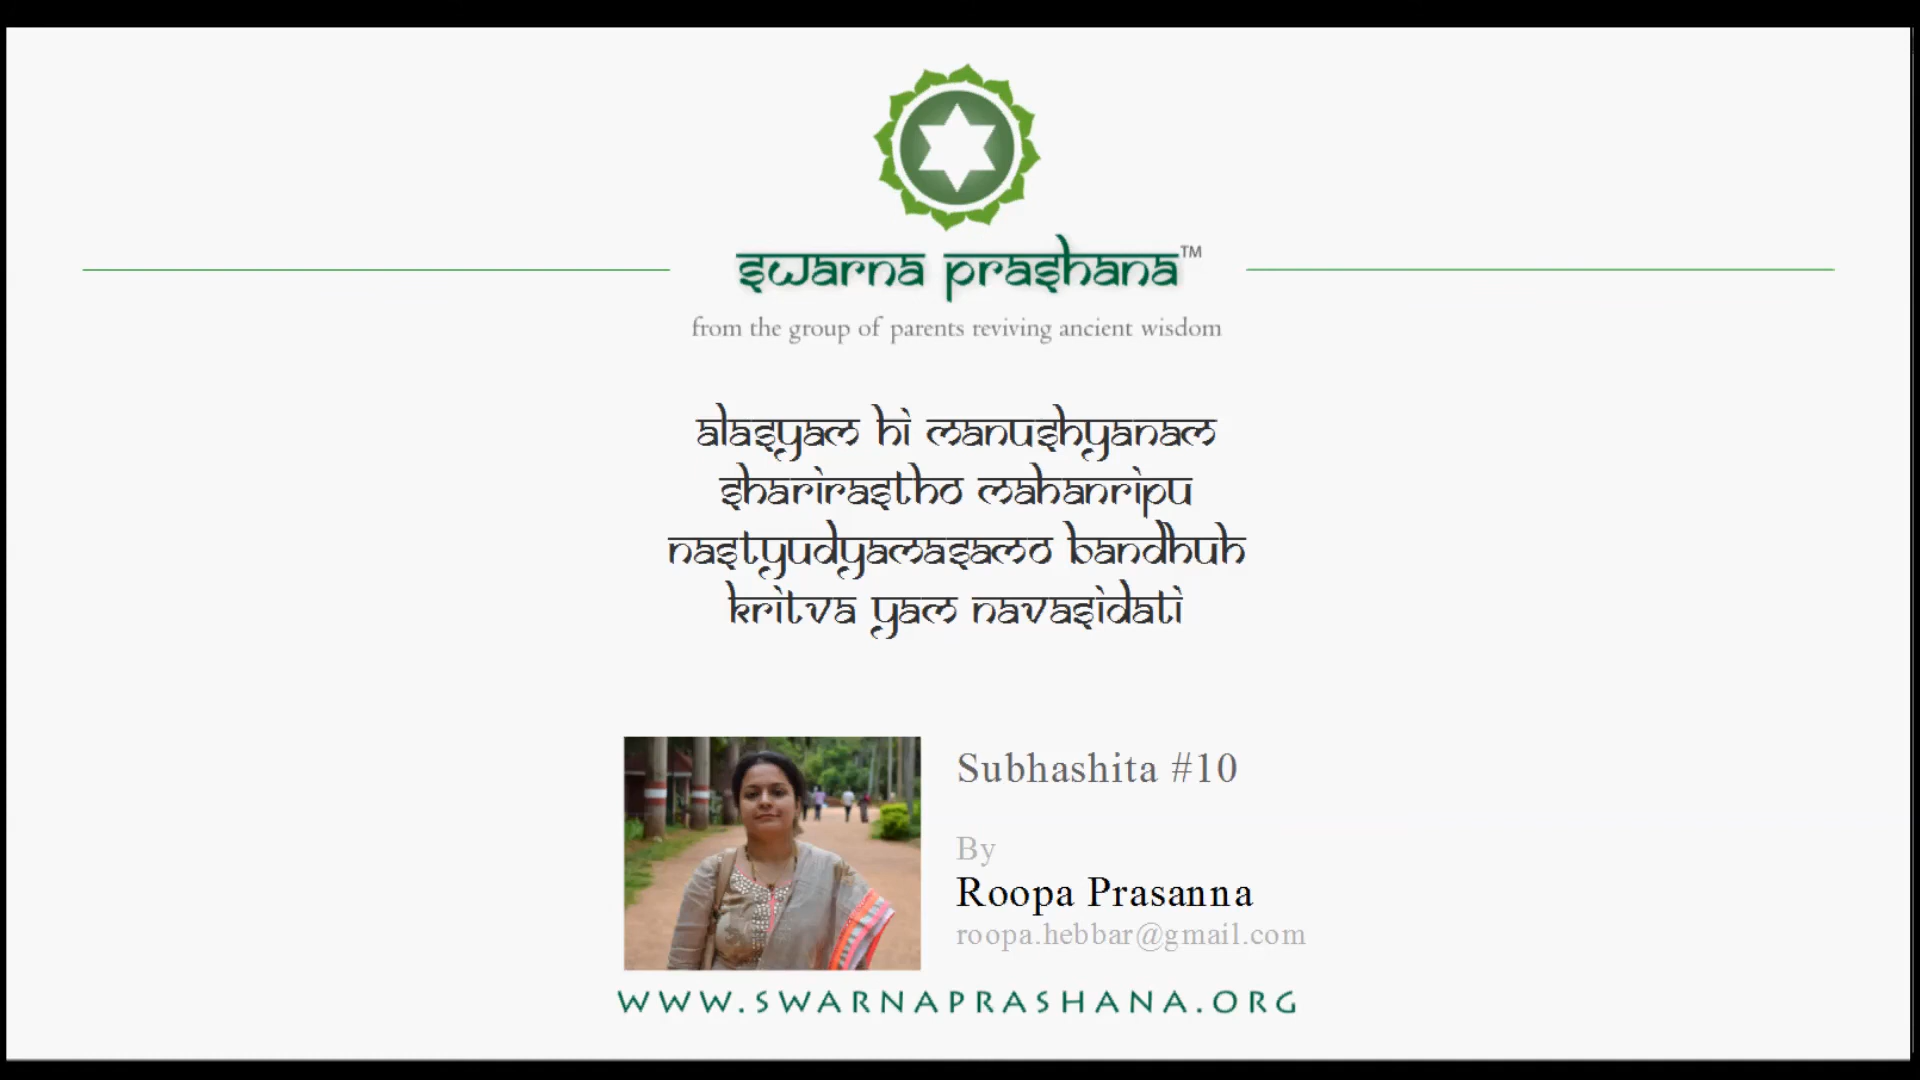 swarna prashana™
from the group of parents reviving ancient wisdom
alasyam hi manushyanam
sharirastho mahanripu
nastyudyamasamo bandhuh
kritva yam navasidati
Subhashita #10
By
Roopa Prasanna
roopa.hebbar@gmail.com
WWW.SWARNAPRASHANA.ORG